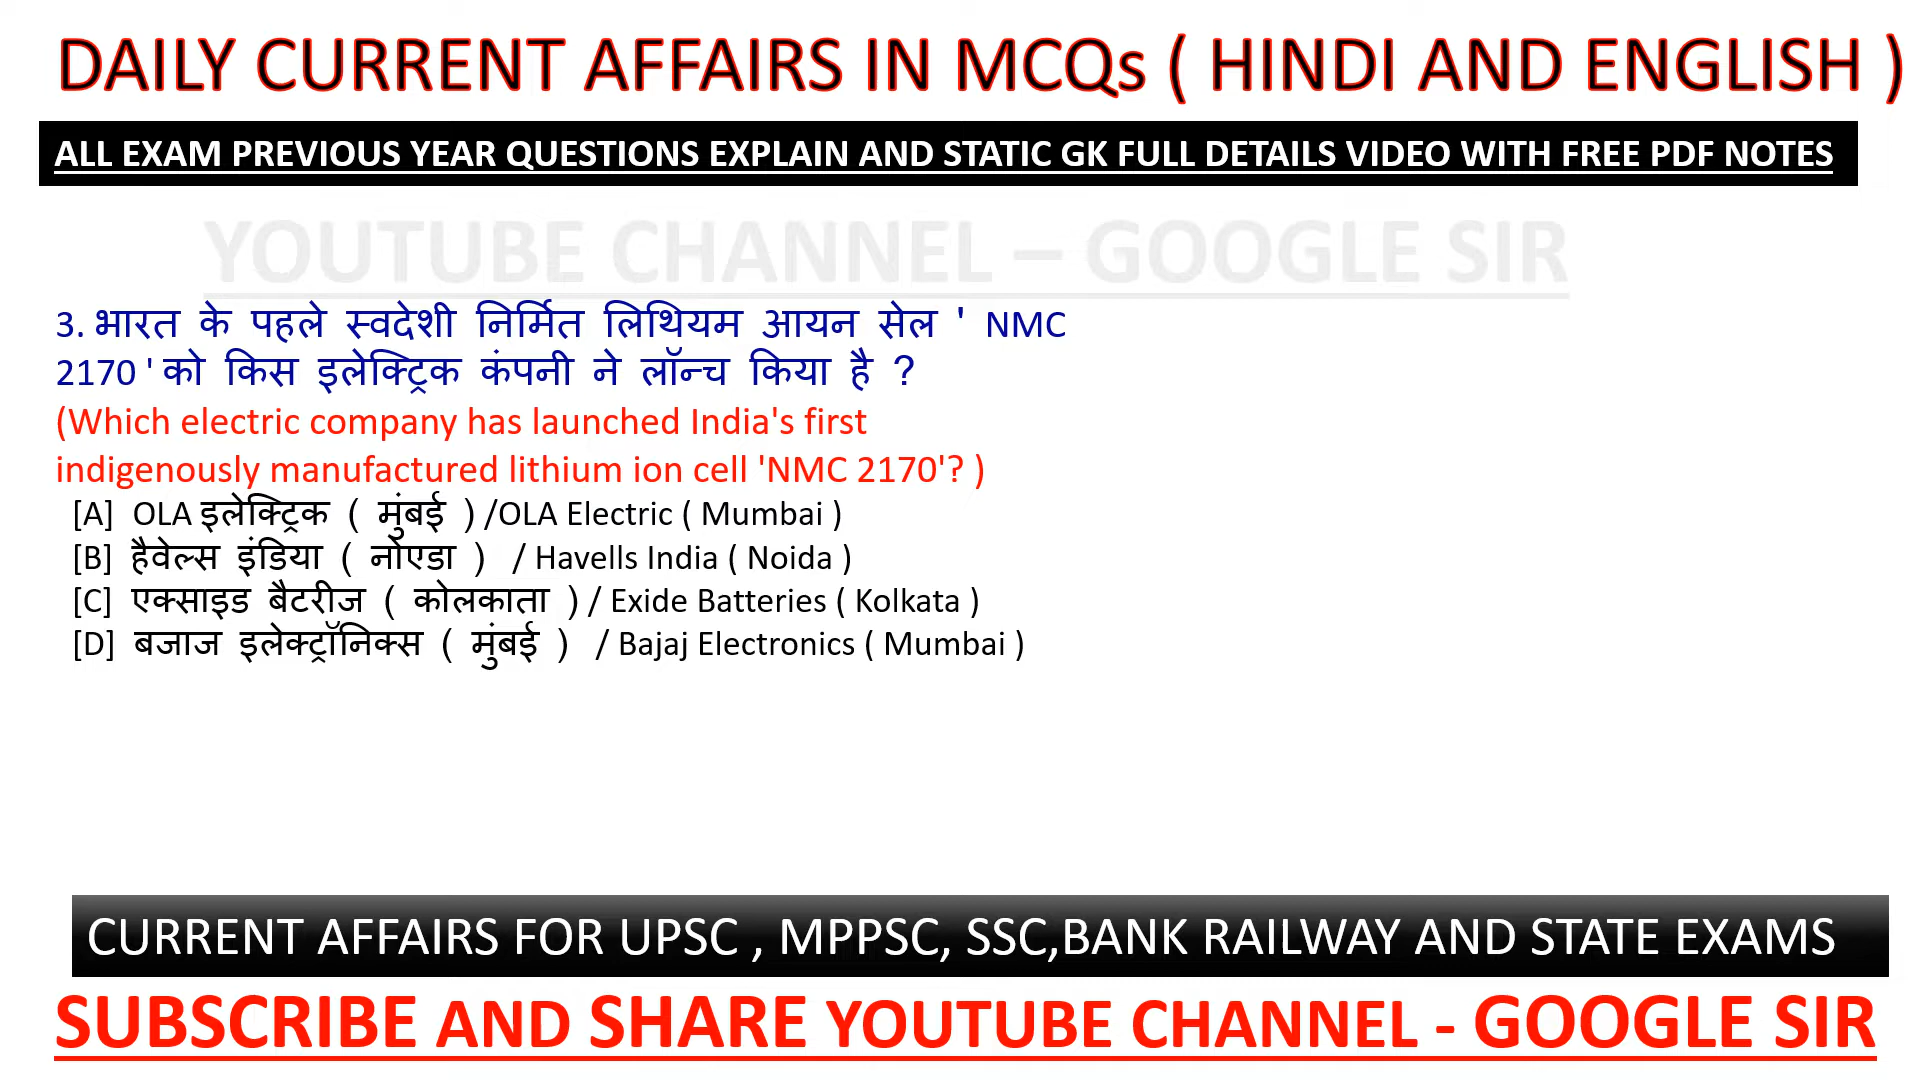 DAILY CURRENT AFFAIRS IN MCQs ( HINDI AND ENGLISH )
ALL EXAM PREVIOUS YEAR QUESTIONS EXPLAIN AND STATIC GK FULL DETAILS VIDEO WITH FREE PDF NOTES
YOUTUBE CHANNEL – GOOGLE SIR
3. भारत के पहले स्वदेशी निर्मित लिथियम आयन सेल ' NMC
2170 ' को किस इलेक्ट्रिक कंपनी ने लॉन्च किया है ?
(Which electric company has launched India's first
indigenously manufactured lithium ion cell 'NMC 2170'? )
[A] OLA इलेक्ट्रिक ( मुंबई ) /OLA Electric ( Mumbai )
[B] हैवेल्स इंडिया ( नोएडा ) / Havells India ( Noida )
[C] एक्साइड बैटरीज ( कोलकाता ) / Exide Batteries ( Kolkata )
[D] बजाज इलेक्ट्रॉनिक्स ( मुंबई ) / Bajaj Electronics ( Mumbai )
CURRENT AFFAIRS FOR UPSC , MPPSC, SSC,BANK RAILWAY AND STATE EXAMS
SUBSCRIBE AND SHARE YOUTUBE CHANNEL - GOOGLE SIR